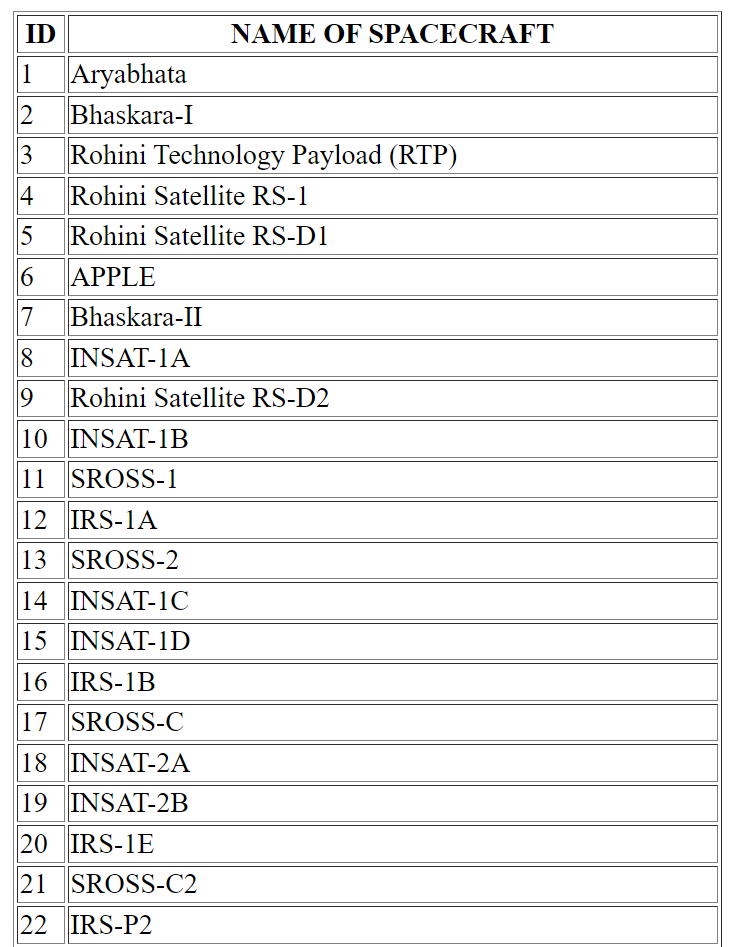 ID NAME OF SPACECRAFT
1 Aryabhata
2 Bhaskara-I
3 Rohini Technology Payload (RTP)
4 Rohini Satellite RS-1
5 Rohini Satellite RS-D1
6 APPLE
7 Bhaskara-II
8 INSAT-1A
9 Rohini Satellite RS-D2
10 INSAT-1B
11 SROSS-1
12 IRS-1A
13 SROSS-2
14 INSAT-1C
15 INSAT-1D
16 IRS-1B
17 SROSS-C
18 INSAT-2A
19 INSAT-2B
20 IRS-1E
21 SROSS-C2
22 IRS-P2